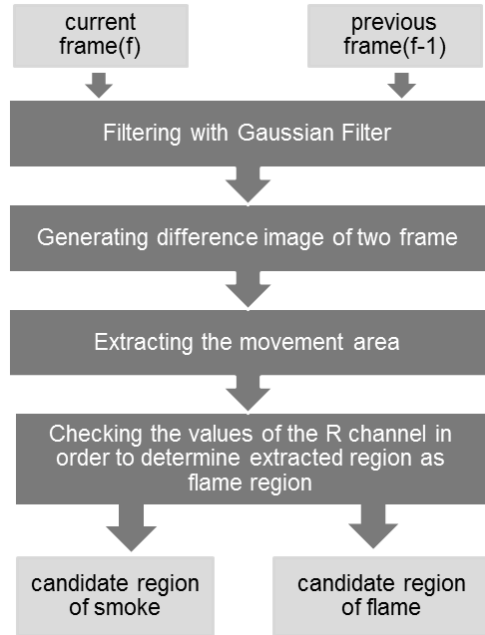 current
frame(f)
previous
frame(f-1)
Filtering with Gaussian Filter
Generating difference image of two frame
Extracting the movement area
Checking the values of the R channel in
order to determine extracted region as
flame region
candidate region
of smoke
candidate region
of flame